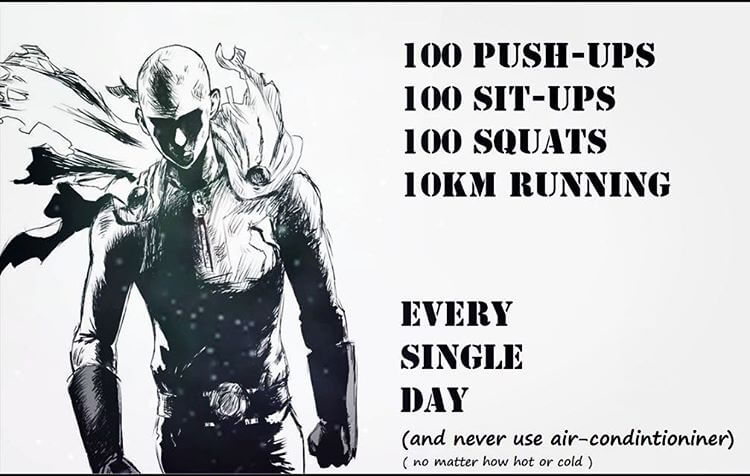 100 PUSH-UPS
100 SIT-UPS
100 SQUATS
10KM RUNNING
EVERY
SINGLE
DAY
(and never use air-condintioniner)
( no matter how hot or cold )